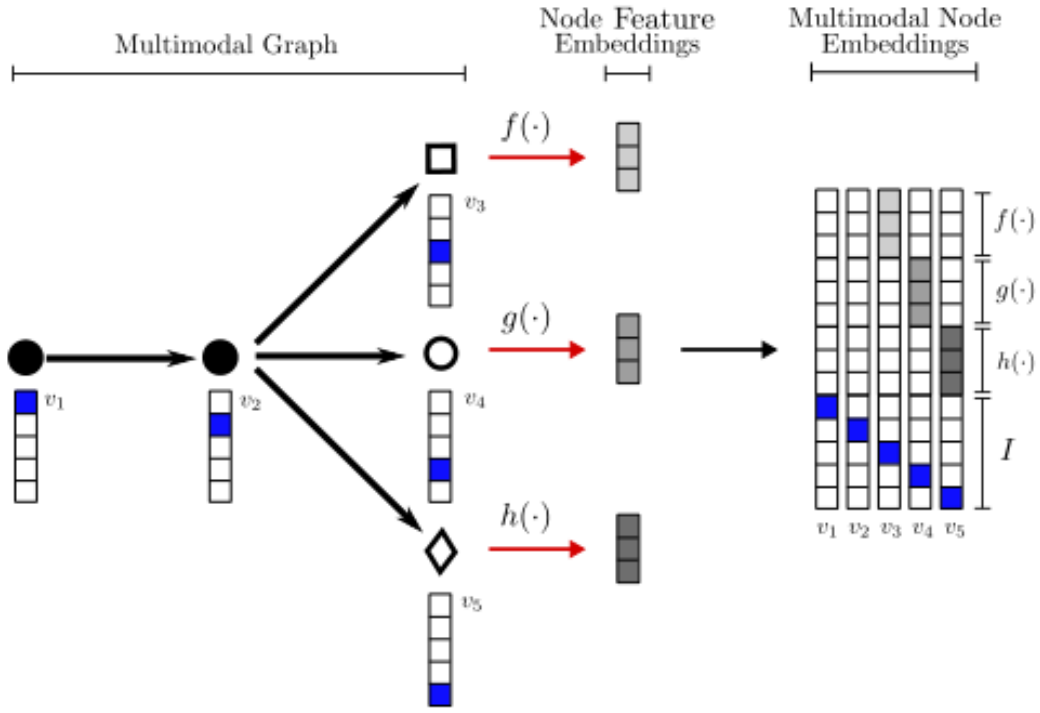 Multimodal Graph
Node Feature
Embeddings
Multimodal Node
Embeddings
f(·)
v₃
g(·)
v₁
v₂
v₄
h(·)
v₅
f(·)
g(·)
h(·)
I
v₁ v₂ v₃ v₄ v₅